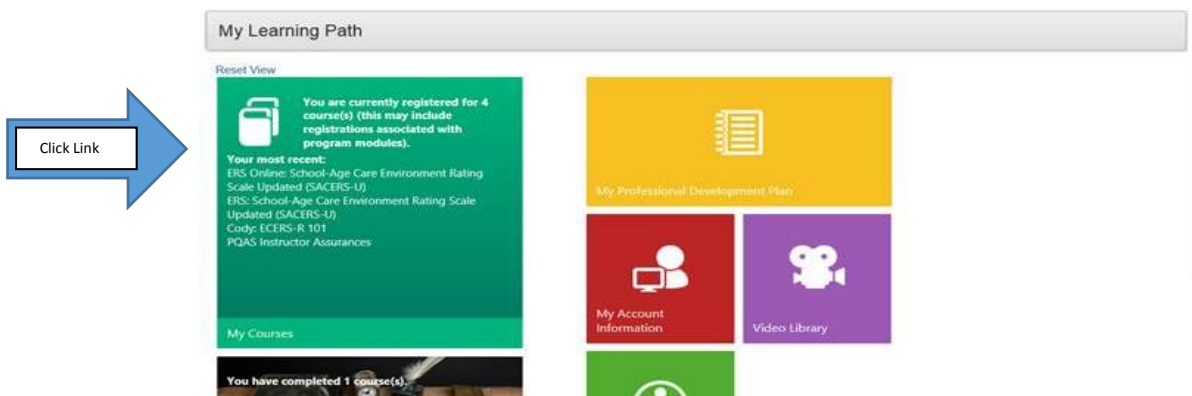 My Learning Path
Reset View
Click Link
You are currently registered for 4
course(s) (this may include
registrations associated with
program modules).
Your most recent:
ERS Online: School-Age Care Environment Rating
Scale Updated (SACERS-U)
ERS: School-Age Care Environment Rating Scale
Updated (SACERS-U)
Cody: ECERS-R 101
PQAS Instructor Assurances
My Courses
You have completed 1 course(s).
My Professional Development Plan
My Account
Information
Video Library